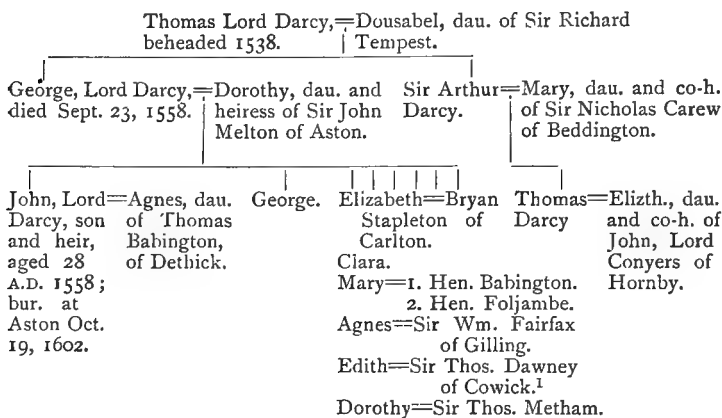 Thomas Lord Darcy,=Dousabel, dau. of Sir Richard
beheaded 1538. Tempest.
George, Lord Darcy,=Dorothy, dau. and
died Sept. 23, 1558. heiress of Sir John
Melton of Aston.
Sir Arthur=Mary, dau. and co-h.
Darcy. of Sir Nicholas Carew
of Beddington.
John, Lord=Agnes, dau.
Darcy, son of Thomas
and heir, Babington,
aged 28 of Dethick.
A.D. 1558;
bur. at
Aston Oct.
19, 1602.
George.
Elizabeth=Bryan
Stapleton of
Carlton.
Clara.
Mary=1. Hen. Babington.
2. Hen. Foljambe.
Agnes=Sir Wm. Fairfax
of Gilling.
Edith=Sir Thos. Dawney
of Cowick.¹
Dorothy=Sir Thos. Metham.
Thomas=Elizth., dau.
Darcy and co-h. of
John, Lord
Conyers of
Hornby.